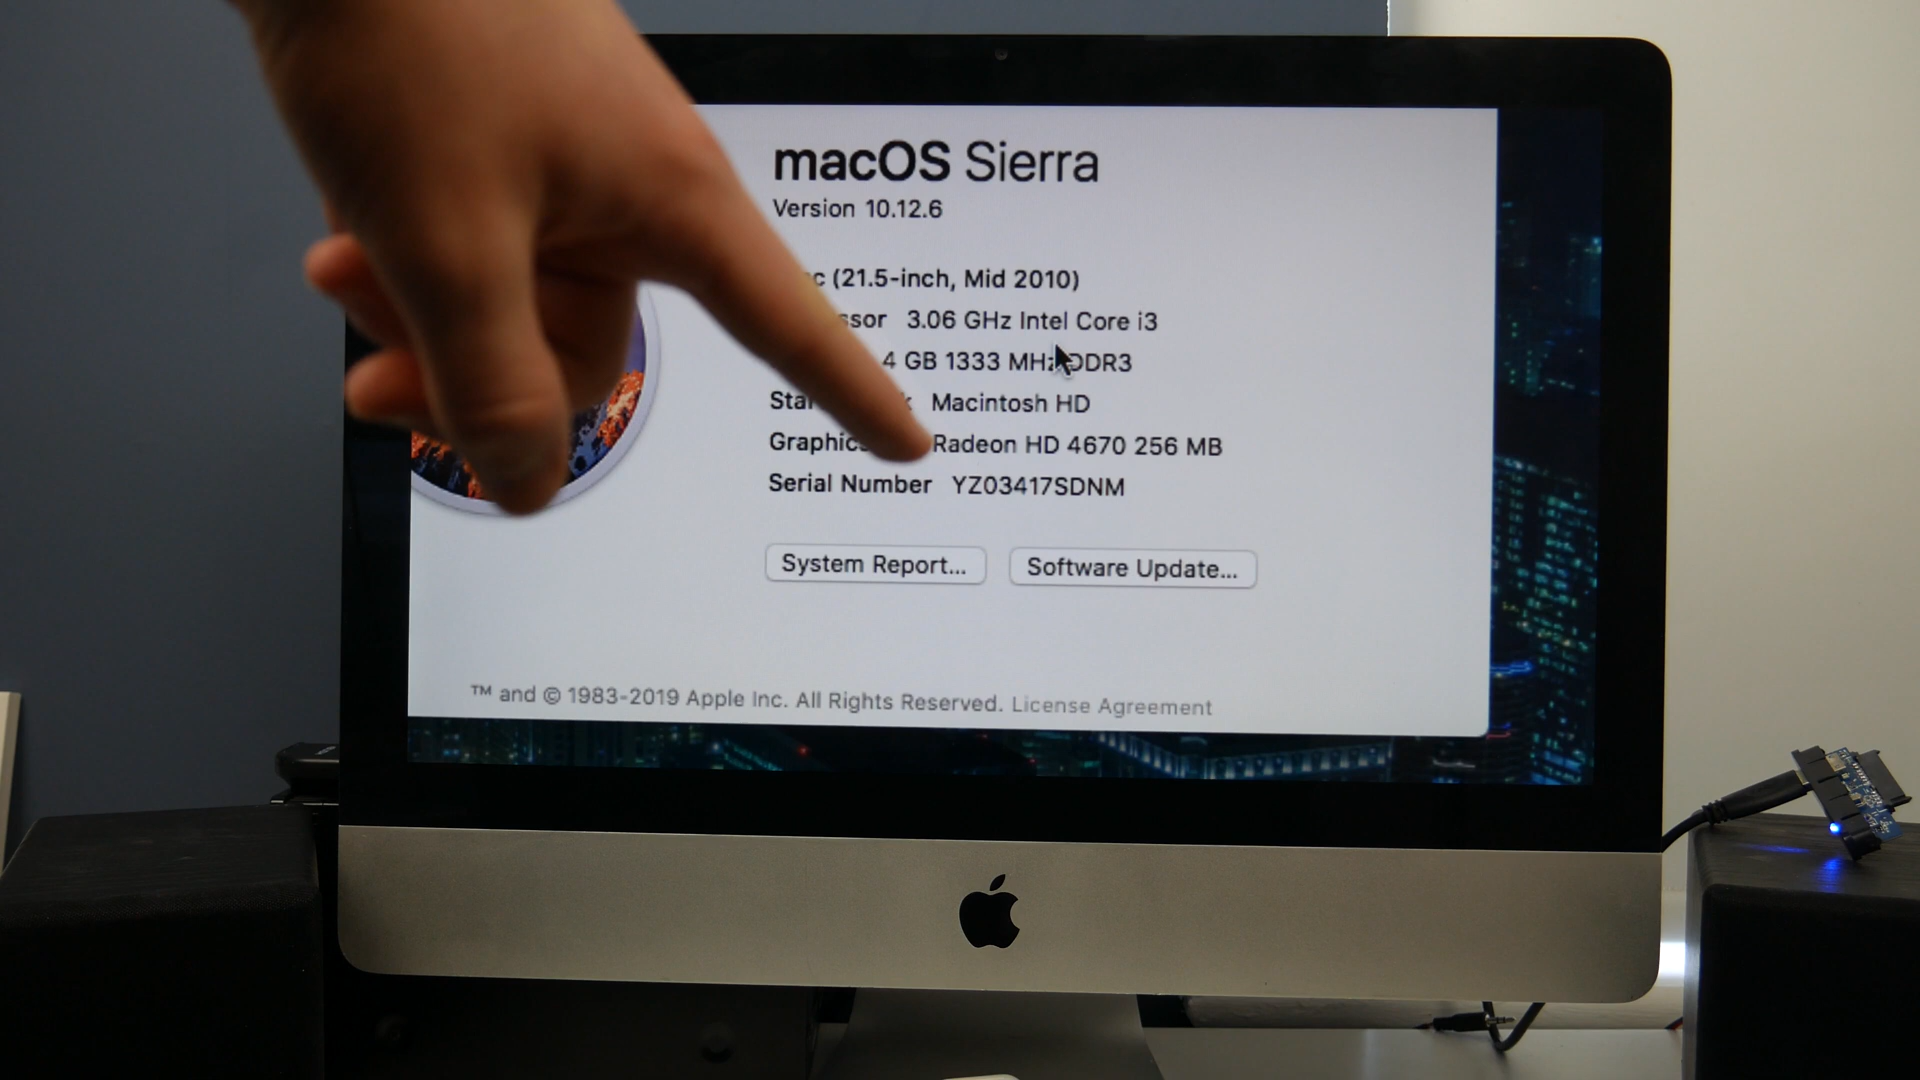 macOS Sierra
Version 10.12.6
(21.5-inch, Mid 2010)
3.06 GHz Intel Core i3
4 GB 1333 MHz DDR3
Macintosh HD
Graphics Radeon HD 4670 256 MB
Serial Number YZ03417SDNM
System Report... Software Update...
™ and © 1983-2019 Apple Inc. All Rights Reserved. License Agreement